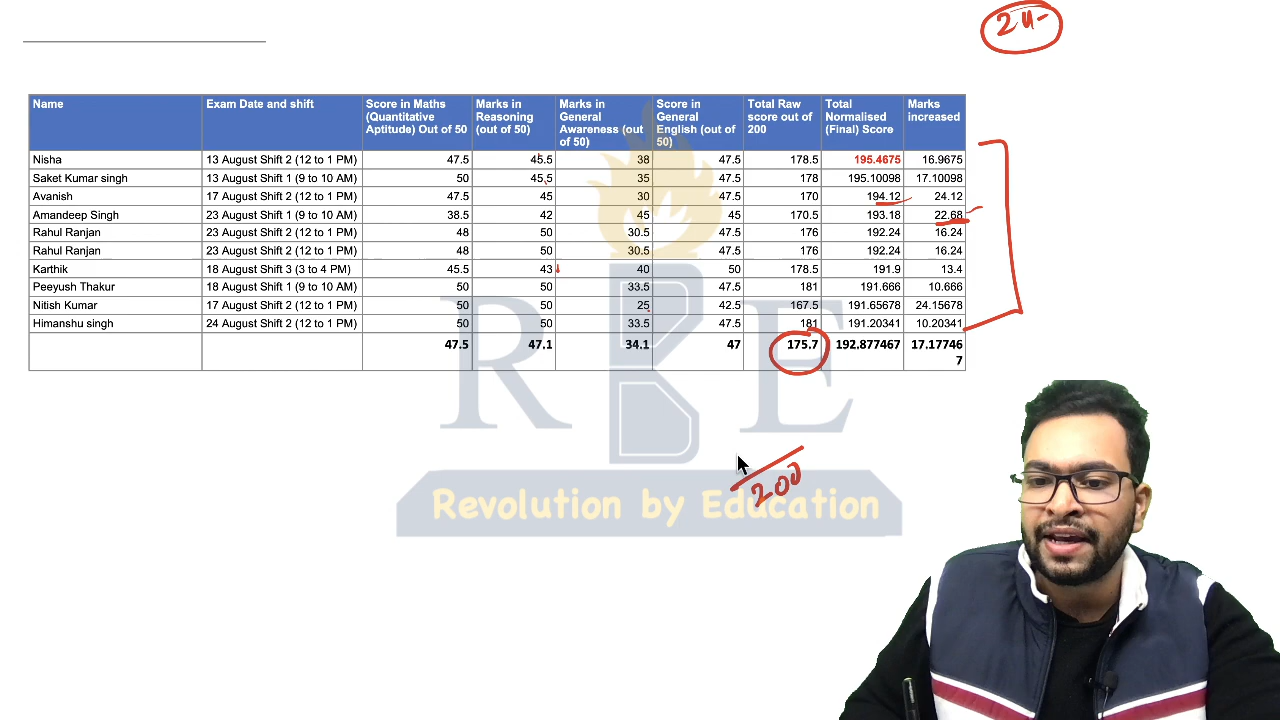 24-
Name Exam Date and shift Score in Maths (Quantitative Aptitude) Out of 50 Marks in Reasoning (out of 50) Marks in General Awareness (out of 50) Score in General English (out of 50) Total Raw score out of 200 Total Normalised (Final) Score Marks increased
Nisha 13 August Shift 2 (12 to 1 PM) 47.5 45.5 38 47.5 178.5 195.4675 16.9675
Saket Kumar singh 13 August Shift 1 (9 to 10 AM) 50 45.5 35 47.5 178 195.10098 17.10098
Avanish 17 August Shift 2 (12 to 1 PM) 47.5 45 30 47.5 170 194.12 24.12
Amandeep Singh 23 August Shift 1 (9 to 10 AM) 38.5 42 45 45 170.5 193.18 22.68
Rahul Ranjan 23 August Shift 2 (12 to 1 PM) 48 50 30.5 47.5 176 192.24 16.24
Rahul Ranjan 23 August Shift 2 (12 to 1 PM) 48 50 30.5 47.5 176 192.24 16.24
Karthik 18 August Shift 3 (3 to 4 PM) 45.5 43 40 50 178.5 191.9 13.4
Peeyush Thakur 18 August Shift 1 (9 to 10 AM) 50 50 33.5 47.5 181 191.666 10.666
Nitish Kumar 17 August Shift 2 (12 to 1 PM) 50 50 25 42.5 167.5 191.65678 24.15678
Himanshu singh 24 August Shift 2 (12 to 1 PM) 50 50 33.5 47.5 181 191.20341 10.20341
47.5 47.1 34.1 47 175.7 192.877467 17.177467
RBE
200
Revolution by Education